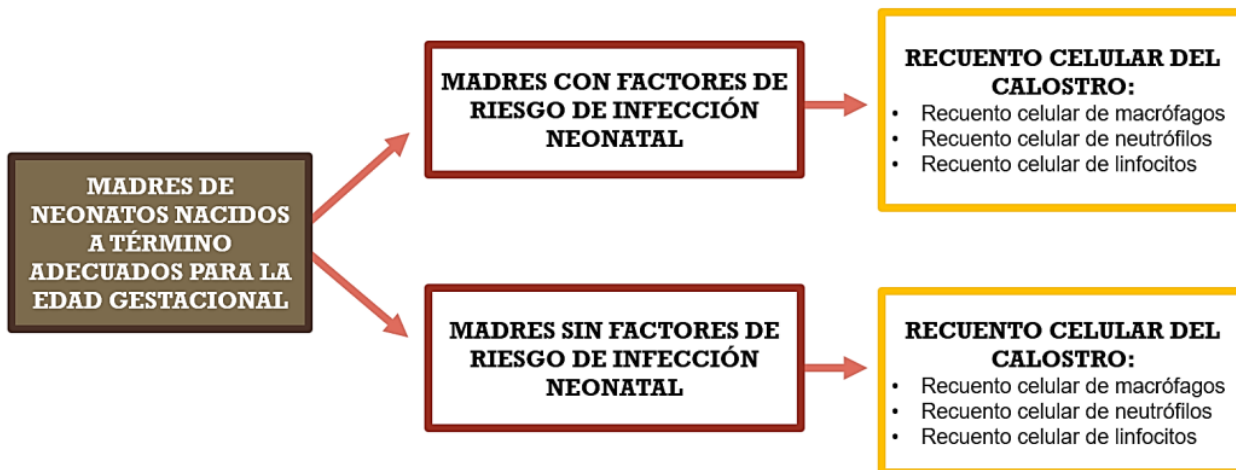 MADRES DE
NEONATOS NACIDOS
A TÉRMINO
ADECUADOS PARA LA
EDAD GESTACIONAL
MADRES CON FACTORES DE
RIESGO DE INFECCIÓN
NEONATAL
RECUENTO CELULAR DEL
CALOSTRO:
• Recuento celular de macrófagos
• Recuento celular de neutrófilos
• Recuento celular de linfocitos
MADRES SIN FACTORES DE
RIESGO DE INFECCIÓN
NEONATAL
RECUENTO CELULAR DEL
CALOSTRO:
• Recuento celular de macrófagos
• Recuento celular de neutrófilos
• Recuento celular de linfocitos